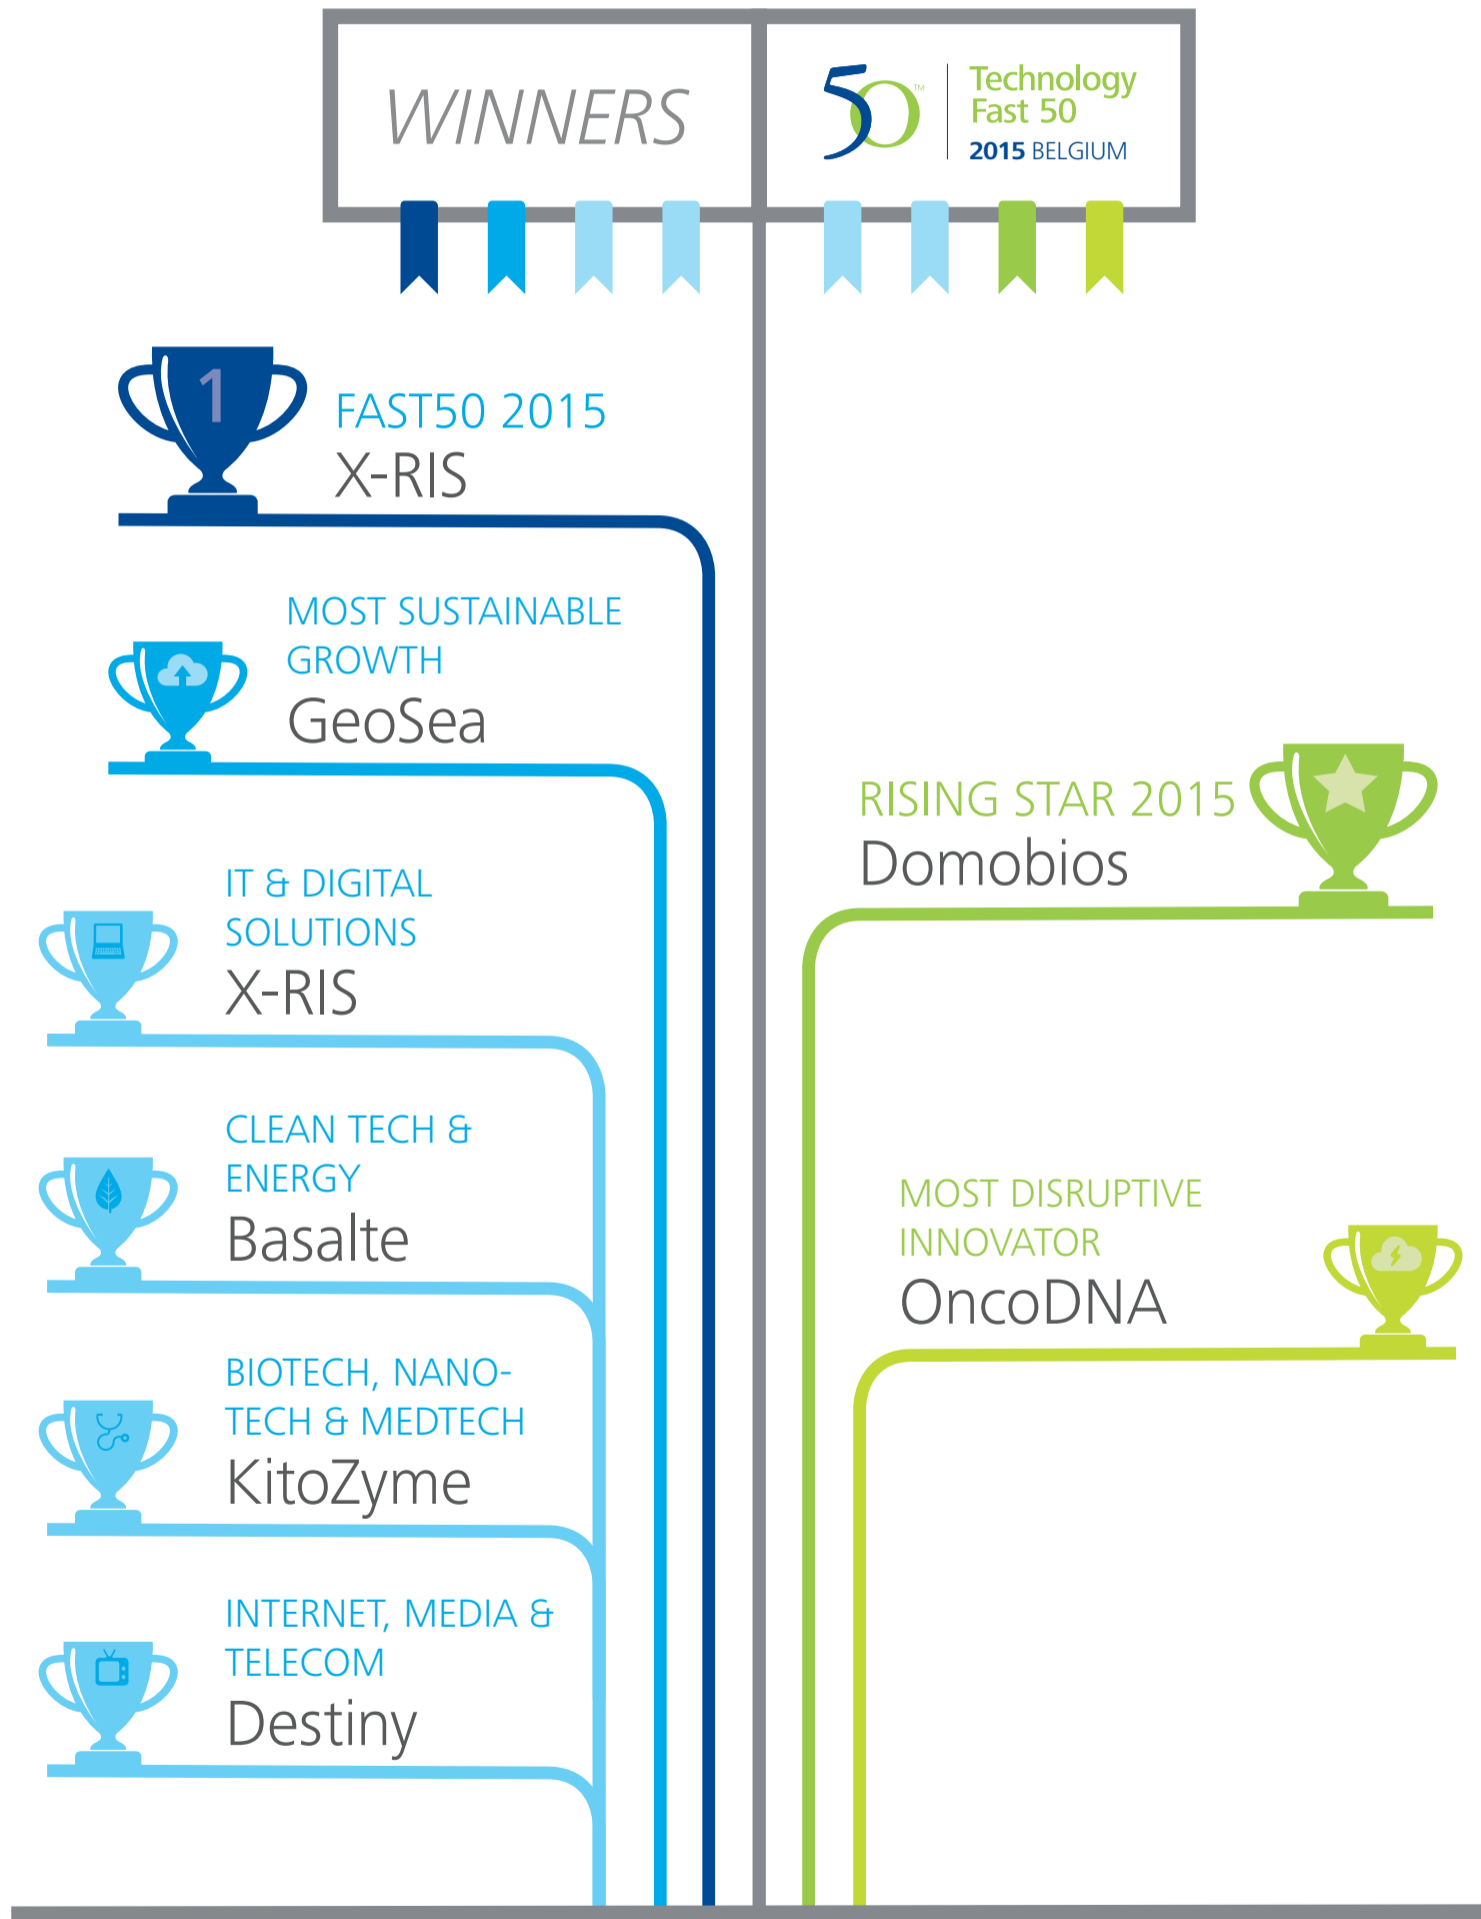 WINNERS
50™
Technology
Fast 50
2015 BELGIUM
1
FAST50 2015
X-RIS
MOST SUSTAINABLE
GROWTH
GeoSea
IT & DIGITAL
SOLUTIONS
X-RIS
CLEAN TECH &
ENERGY
Basalte
BIOTECH, NANO-
TECH & MEDTECH
KitoZyme
INTERNET, MEDIA &
TELECOM
Destiny
RISING STAR 2015
Domobios
MOST DISRUPTIVE
INNOVATOR
OncoDNA